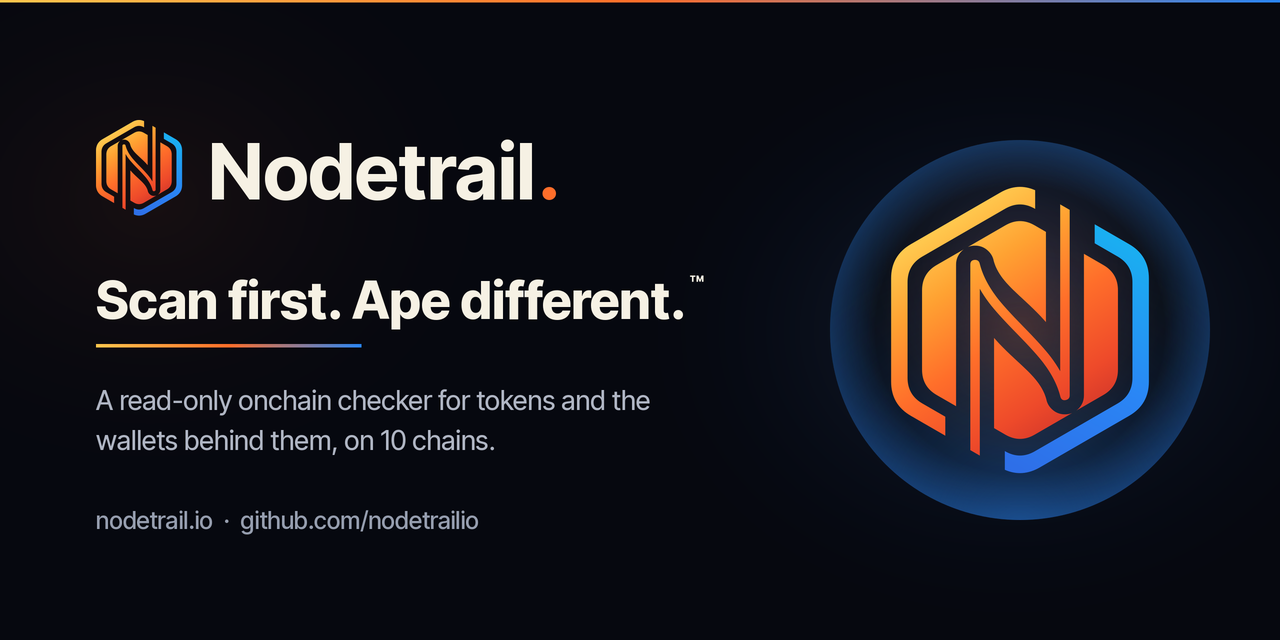 Nodetrail.
Scan first. Ape different.™
A read-only onchain checker for tokens and the
wallets behind them, on 10 chains.
nodetrail.io · github.com/nodetrailio